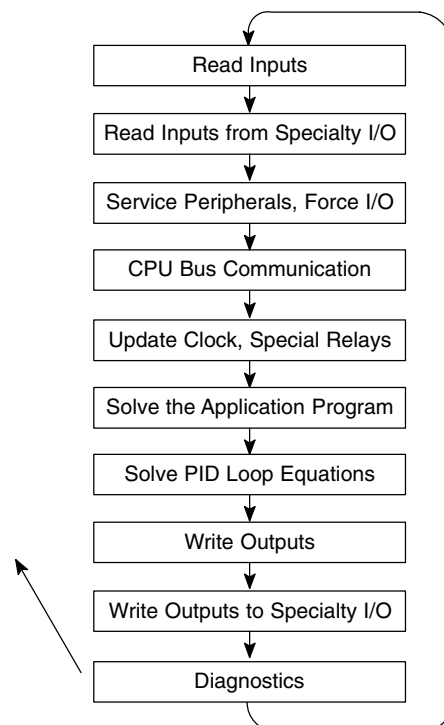 Read Inputs
Read Inputs from Specialty I/O
Service Peripherals, Force I/O
CPU Bus Communication
Update Clock, Special Relays
Solve the Application Program
Solve PID Loop Equations
Write Outputs
Write Outputs to Specialty I/O
Diagnostics